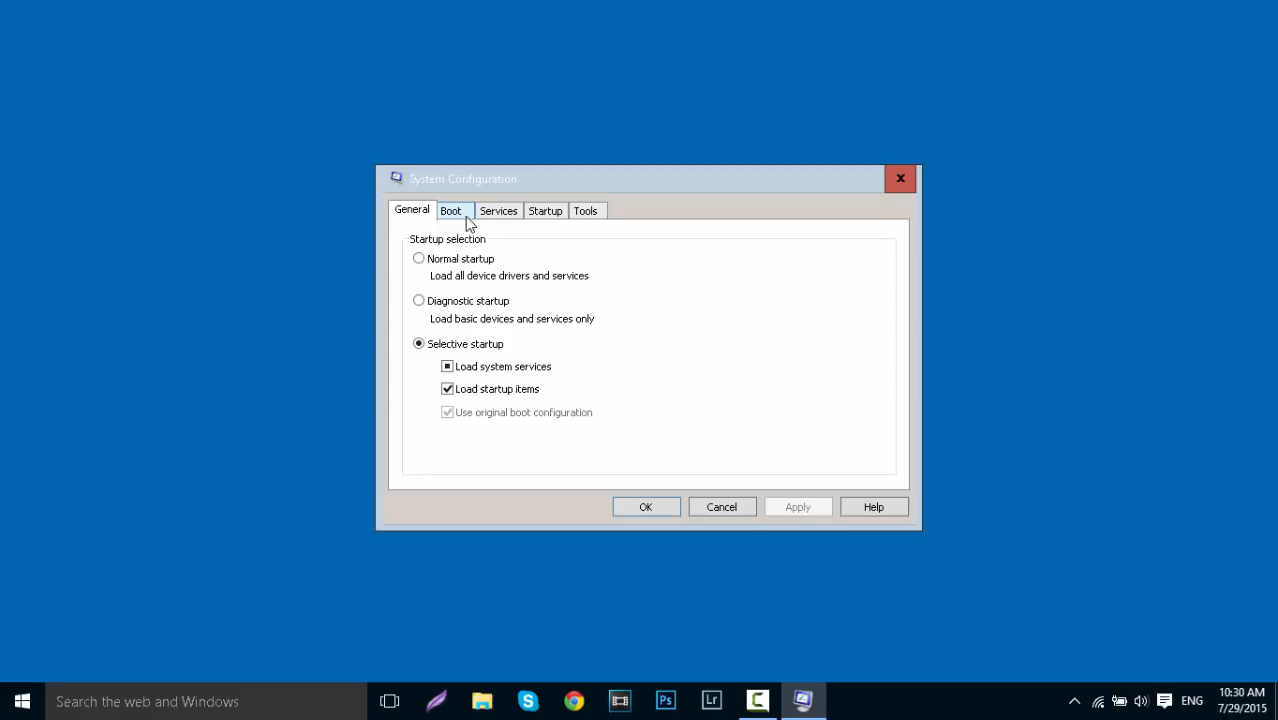 System Configuration
X
General Boot Services Startup Tools
Startup selection
Normal startup
Load all device drivers and services
Diagnostic startup
Load basic devices and services only
Selective startup
Load system services
Load startup items
Use original boot configuration
OK Cancel Apply Help
Search the web and Windows
Ps
Lr
C
ENG
10:30 AM
7/29/2015